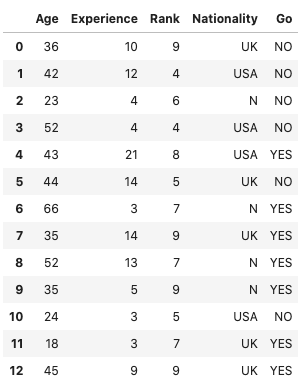 Age Experience Rank Nationality Go
0 36 10 9 UK NO
1 42 12 4 USA NO
2 23 4 6 N NO
3 52 4 4 USA NO
4 43 21 8 USA YES
5 44 14 5 UK NO
6 66 3 7 N YES
7 35 14 9 UK YES
8 52 13 7 N YES
9 35 5 9 N YES
10 24 3 5 USA NO
11 18 3 7 UK YES
12 45 9 9 UK YES